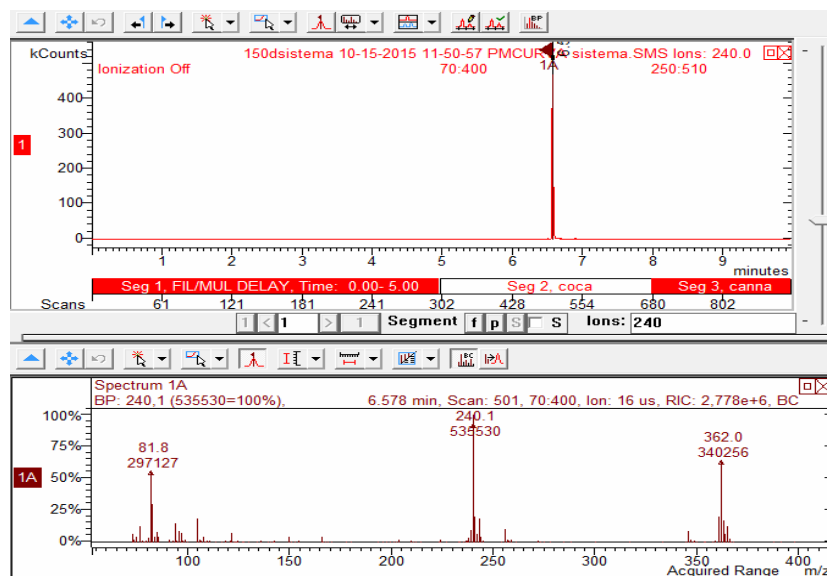 kCounts
150dsistema 10-15-2015 11-50-57 PMCUR sistema.SMS Ions: 240.0
Ionization Off 70:400 250:510
1A
400
300
200
100
0
1
1 2 3 4 5 6 7 8 9
minutes
Seg 1, FIL/MUL DELAY, Time: 0.00- 5.00 Seg 2, coca Seg 3, canna
Scans 61 121 181 241 302 428 554 680 802
1 < 1 > 1 Segment f p S S Ions: 240
BP
BC
Spectrum 1A
BP: 240,1 (535530=100%), 6.578 min, Scan: 501, 70:400, Ion: 16 us, RIC: 2,778e+6, BC
100%
75%
50%
25%
0%
1A
81.8
297127
240.1
535530
362.0
340256
100 150 200 250 300 350 400
Acquired Range m/z